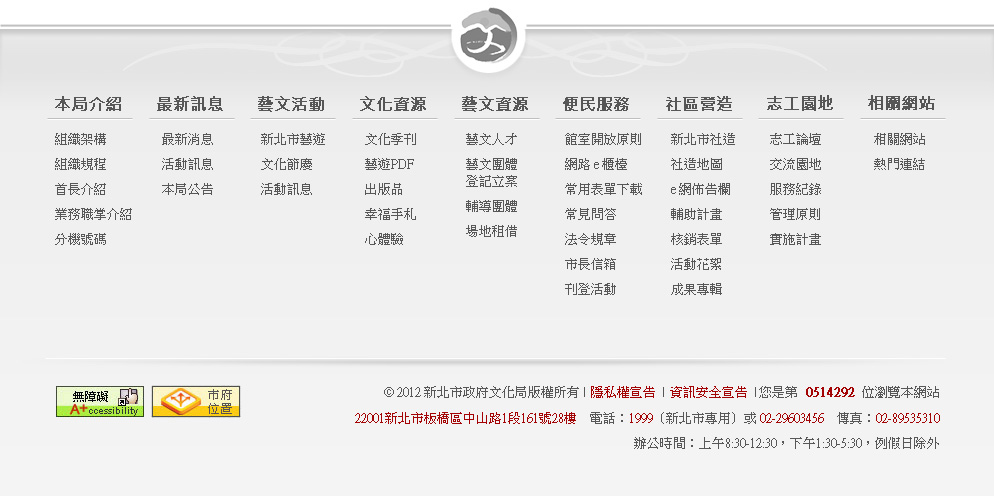 本局介紹
組織架構
組織規程
首長介紹
業務職掌介紹
分機號碼
最新訊息
最新消息
活動訊息
本局公告
藝文活動
新北市藝遊
文化節慶
活動訊息
文化資源
文化季刊
藝遊PDF
出版品
幸福手札
心體驗
藝文資源
藝文人才
藝文團體
登記立案
輔導團體
場地租借
便民服務
館室開放原則
網路e櫃檯
常用表單下載
常見問答
法令規章
市長信箱
刊登活動
社區營造
新北市社造
社造地圖
e網佈告欄
輔助計畫
核銷表單
活動花絮
成果專輯
志工園地
志工論壇
交流園地
服務紀錄
管理原則
實施計畫
相關網站
相關網站
熱門連結
無障礙
A+ccessibility
市府
位置
© 2012 新北市政府文化局版權所有 | 隱私權宣告 | 資訊安全宣告 |您是第 0514292 位瀏覽本網站
22001新北市板橋區中山路1段161號28樓 電話：1999〔新北市專用〕或 02-29603456 傳真：02-89535310
辦公時間：上午8:30-12:30，下午1:30-5:30，例假日除外